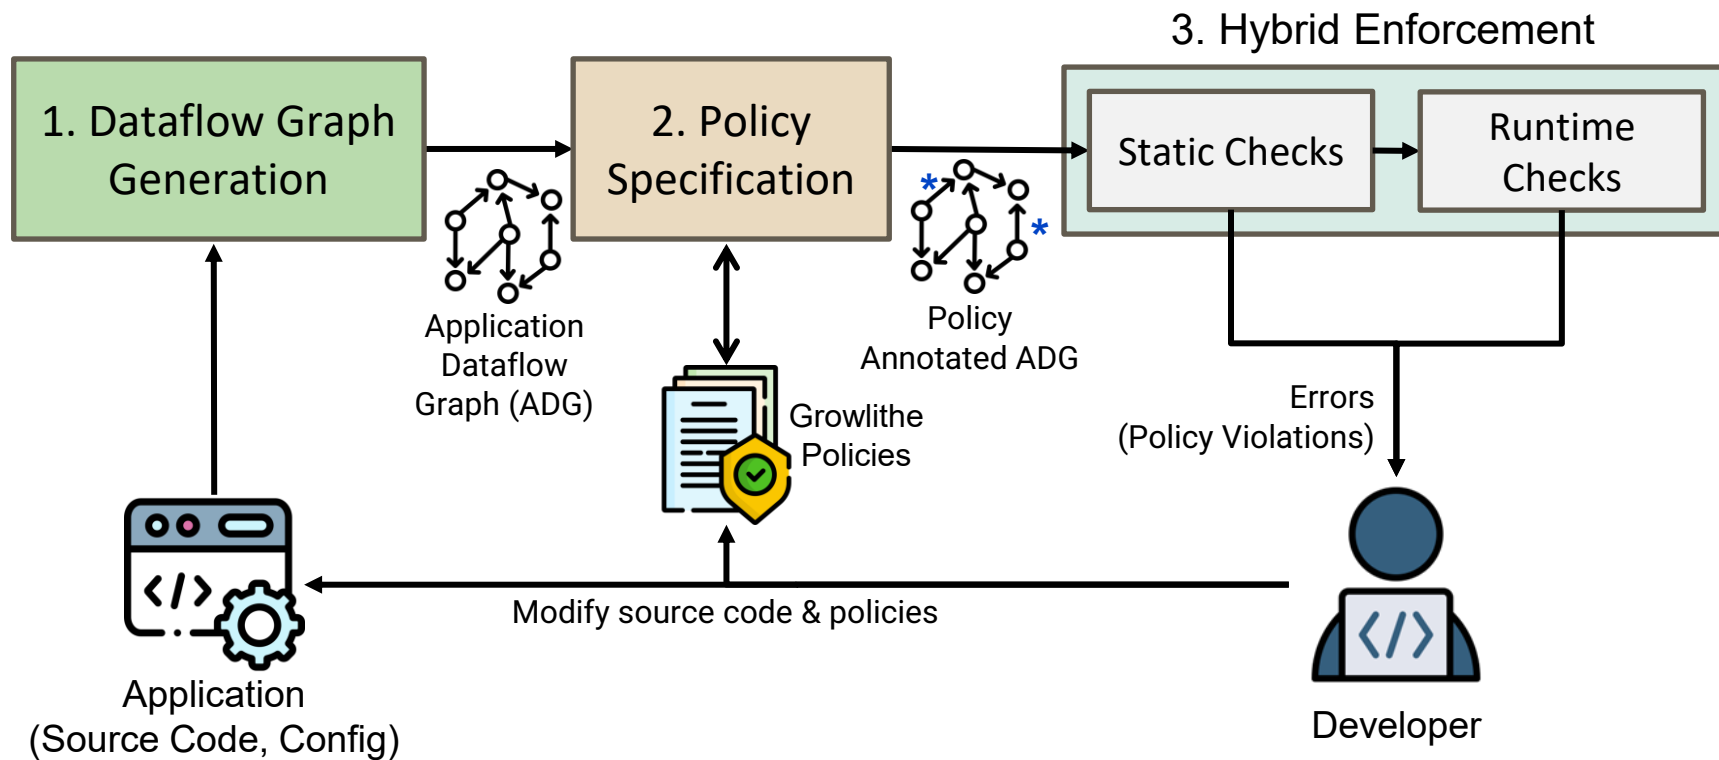 3. Hybrid Enforcement
1. Dataflow Graph
Generation
2. Policy
Specification
Static Checks
Runtime
Checks
*
*
Application
Dataflow
Graph (ADG)
Policy
Annotated ADG
Growlithe
Policies
Errors
(Policy Violations)
</>
Modify source code & policies
</>
Application
(Source Code, Config)
Developer